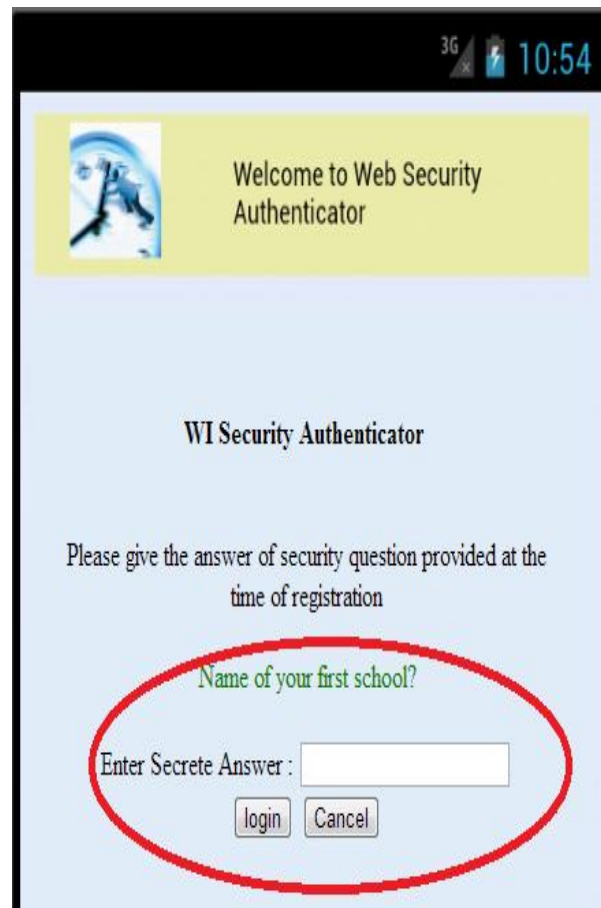 3G 10:54
Welcome to Web Security
Authenticator
WI Security Authenticator
Please give the answer of security question provided at the
time of registration
Name of your first school?
Enter Secrete Answer :
login Cancel